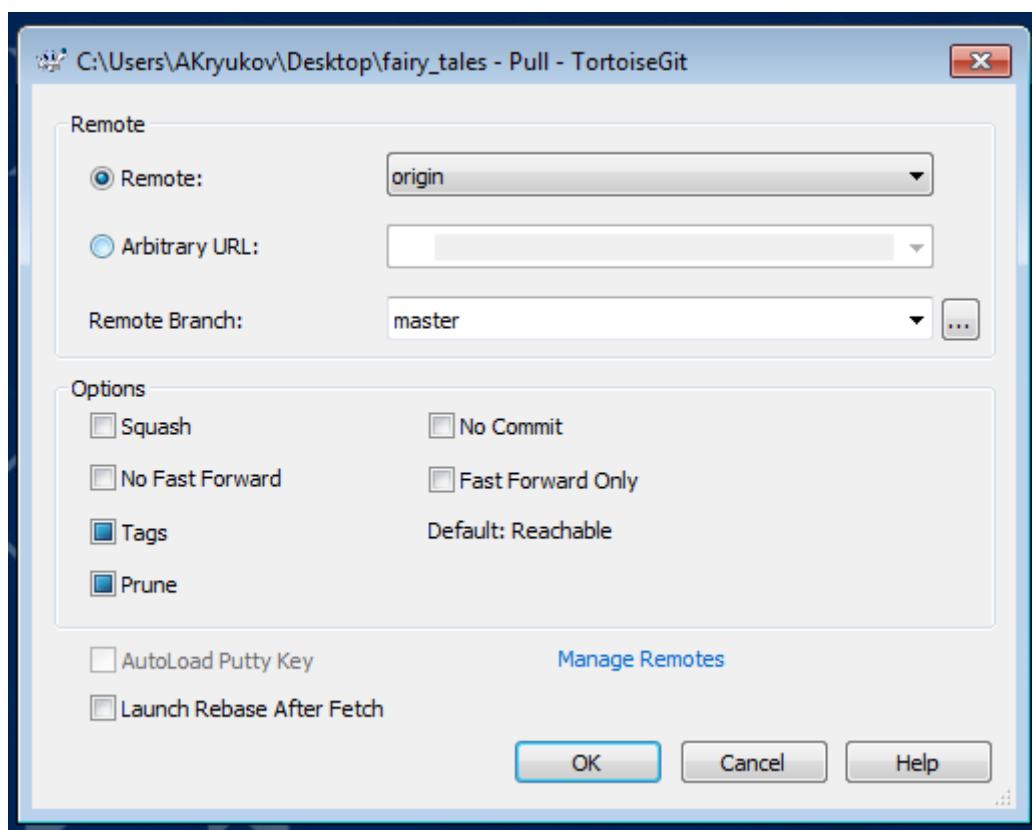 C:\Users\AKryukov\Desktop\fairy_tales - Pull - TortoiseGit
Remote
Remote: origin
Arbitrary URL:
Remote Branch: master ...
Options
Squash No Commit
No Fast Forward Fast Forward Only
Tags Default: Reachable
Prune
AutoLoad Putty Key Manage Remotes
Launch Rebase After Fetch
OK Cancel Help